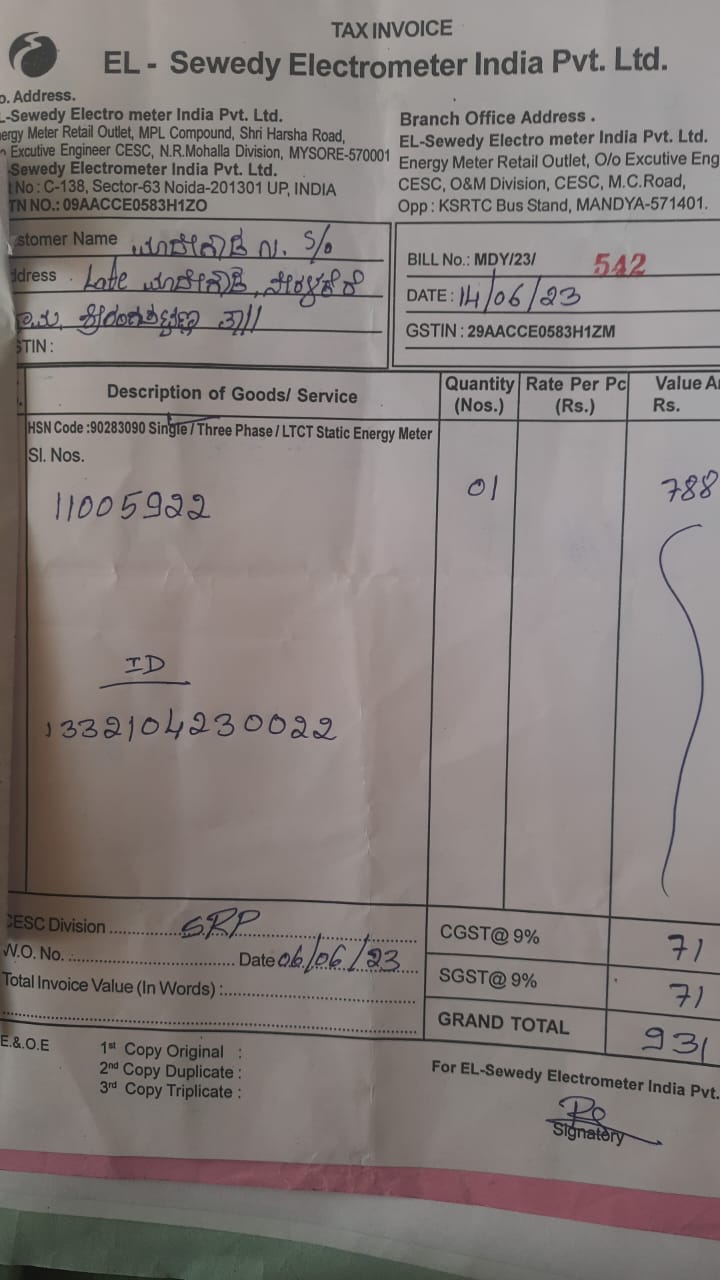 TAX INVOICE
EL - Sewedy Electrometer India Pvt. Ltd.
o. Address.
L-Sewedy Electro meter India Pvt. Ltd.
ergy Meter Retail Outlet, MPL Compound, Shri Harsha Road,
Excutive Engineer CESC, N.R.Mohalla Division, MYSORE-570001
Sewedy Electrometer India Pvt. Ltd.
No : C-138, Sector-63 Noida-201301 UP, INDIA
TN NO.: 09AACCE0583H1ZO
Branch Office Address .
EL-Sewedy Electro meter India Pvt. Ltd.
Energy Meter Retail Outlet, O/o Excutive Eng
CESC, O&M Division, CESC, M.C.Road,
Opp : KSRTC Bus Stand, MANDYA-571401.
stomer Name S/o
ddress . Late
STIN :
BILL No.: MDY/23/ 542
DATE : 14/06/23
GSTIN : 29AACCE0583H1ZM
Description of Goods/ Service Quantity (Nos.) Rate Per Pc (Rs.) Value A Rs.
HSN Code :90283090 Single / Three Phase / LTCT Static Energy Meter
Sl. Nos.
11005922 01 788
ID
1332104230022
CESC Division SRP
W.O. No. Date 06/06/23
Total Invoice Value (In Words) :
CGST@ 9% 71
SGST@ 9% 71
GRAND TOTAL 931
E.&.O.E 1st Copy Original :
2nd Copy Duplicate :
3rd Copy Triplicate :
For EL-Sewedy Electrometer India Pvt.
Signatory